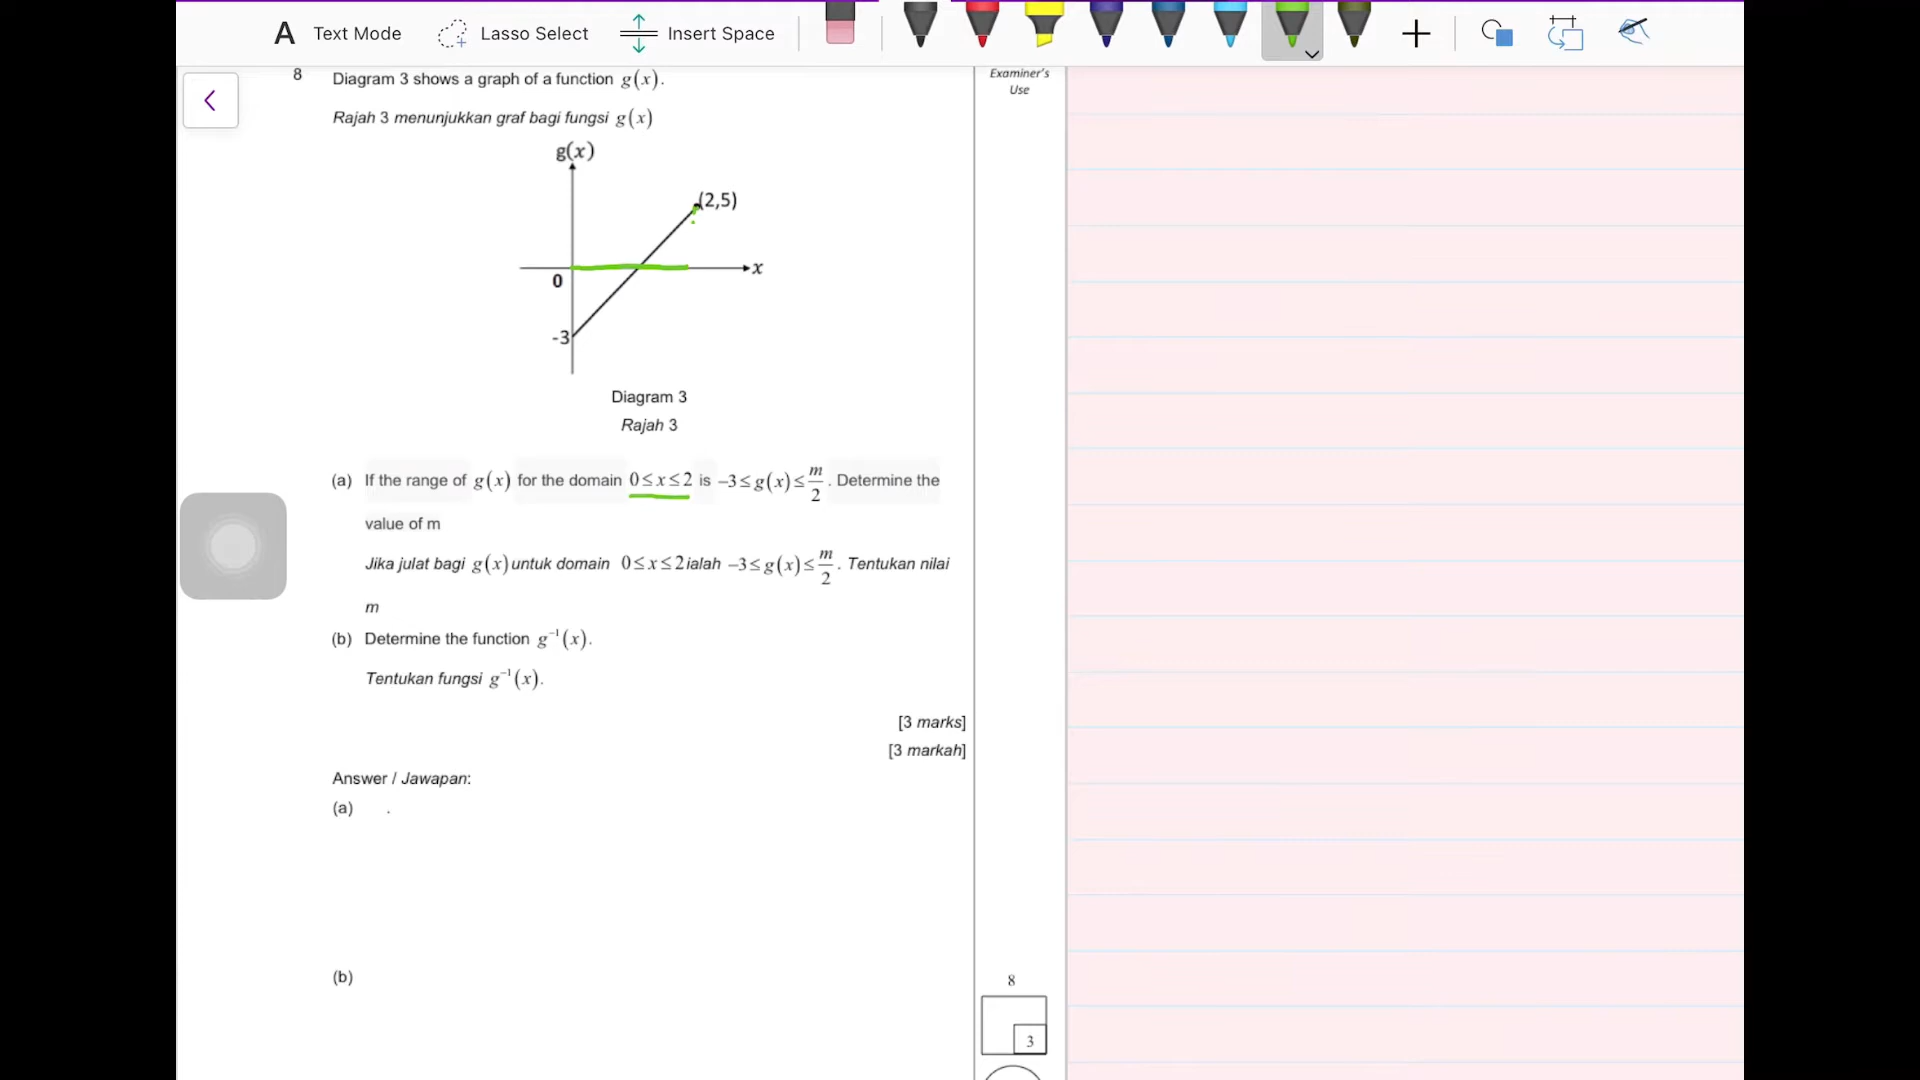 A Text Mode Lasso Select Insert Space
8 Diagram 3 shows a graph of a function g(x).
Examiner's
Use
Rajah 3 menunjukkan graf bagi fungsi g(x)
g(x)
(2,5)
x
0
-3
Diagram 3
Rajah 3
(a) If the range of g(x) for the domain 0≤x≤2 is −3≤g(x)≤m/2. Determine the
value of m
Jika julat bagi g(x) untuk domain 0≤x≤2 ialah −3≤g(x)≤m/2. Tentukan nilai
m
(b) Determine the function g⁻¹(x).
Tentukan fungsi g⁻¹(x).
[3 marks]
[3 markah]
Answer / Jawapan:
(a) .
(b)
8
3